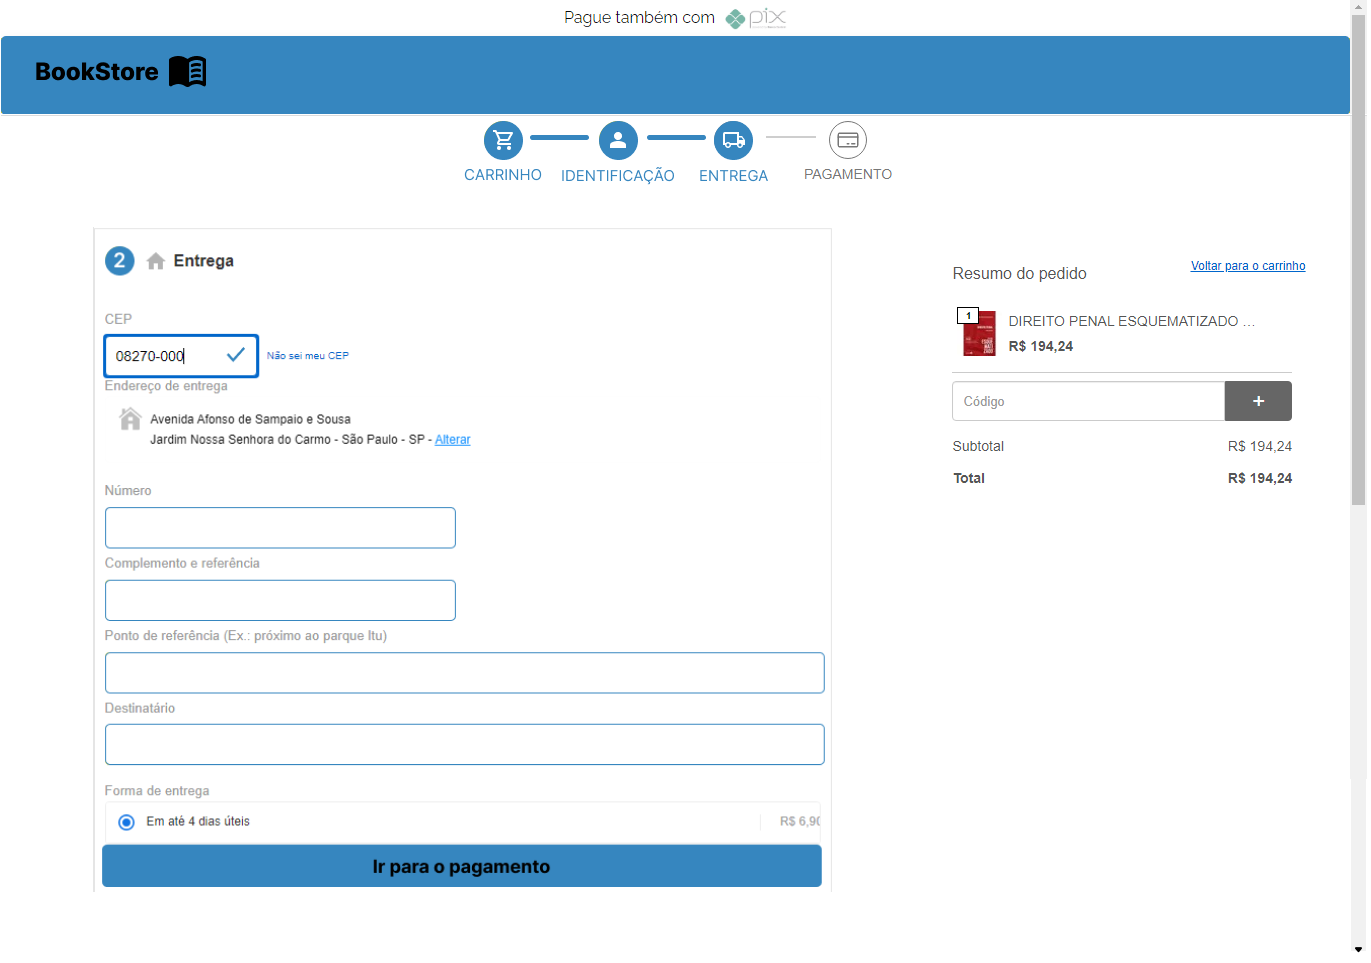 Pague também com pix
BookStore
CARRINHO IDENTIFICAÇÃO ENTREGA PAGAMENTO
2 Entrega
CEP
08270-000 Não sei meu CEP
Endereço de entrega
Avenida Afonso de Sampaio e Sousa
Jardim Nossa Senhora do Carmo - São Paulo - SP - Alterar
Número
Complemento e referência
Ponto de referência (Ex.: próximo ao parque Itu)
Destinatário
Forma de entrega
Em até 4 dias úteis R$ 6,90
Ir para o pagamento
Resumo do pedido Voltar para o carrinho
1
DIREITO PENAL ESQUEMATIZADO ...
R$ 194,24
Código +
Subtotal R$ 194,24
Total R$ 194,24